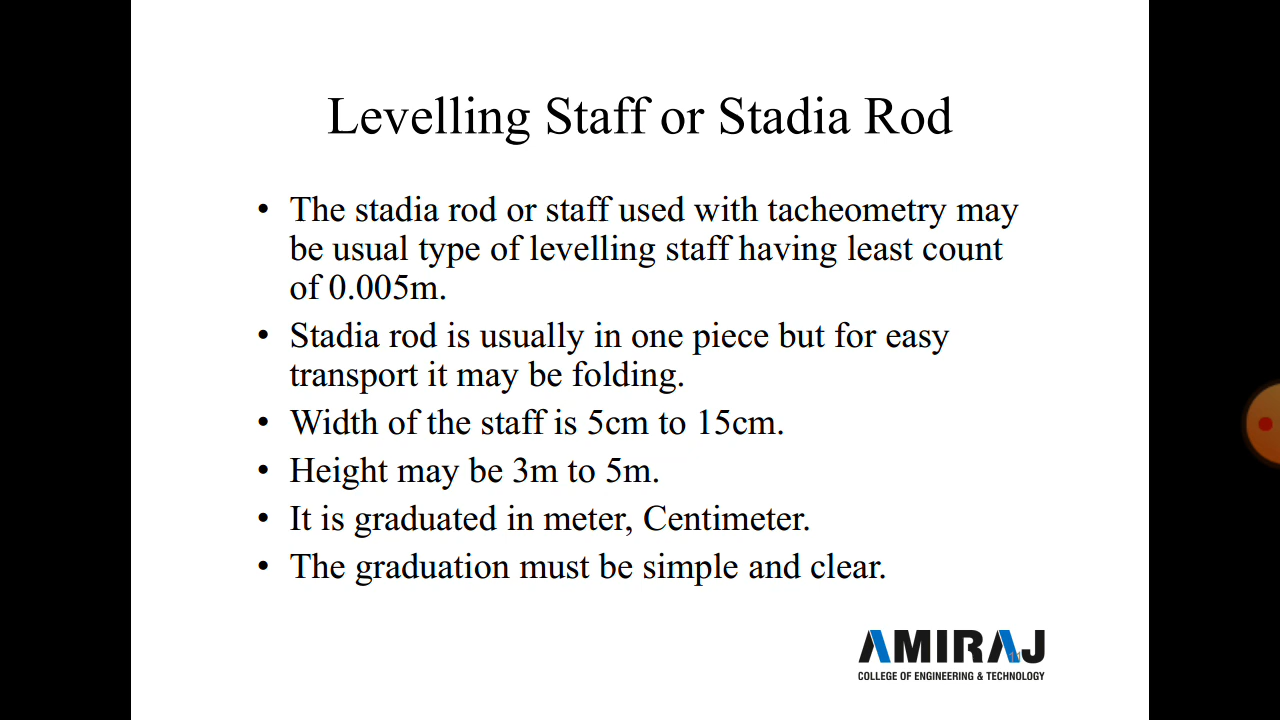 Levelling Staff or Stadia Rod
• The stadia rod or staff used with tacheometry may
be usual type of levelling staff having least count
of 0.005m.
• Stadia rod is usually in one piece but for easy
transport it may be folding.
• Width of the staff is 5cm to 15cm.
• Height may be 3m to 5m.
• It is graduated in meter, Centimeter.
• The graduation must be simple and clear.
AMIRAJ
11
COLLEGE OF ENGINEERING & TECHNOLOGY